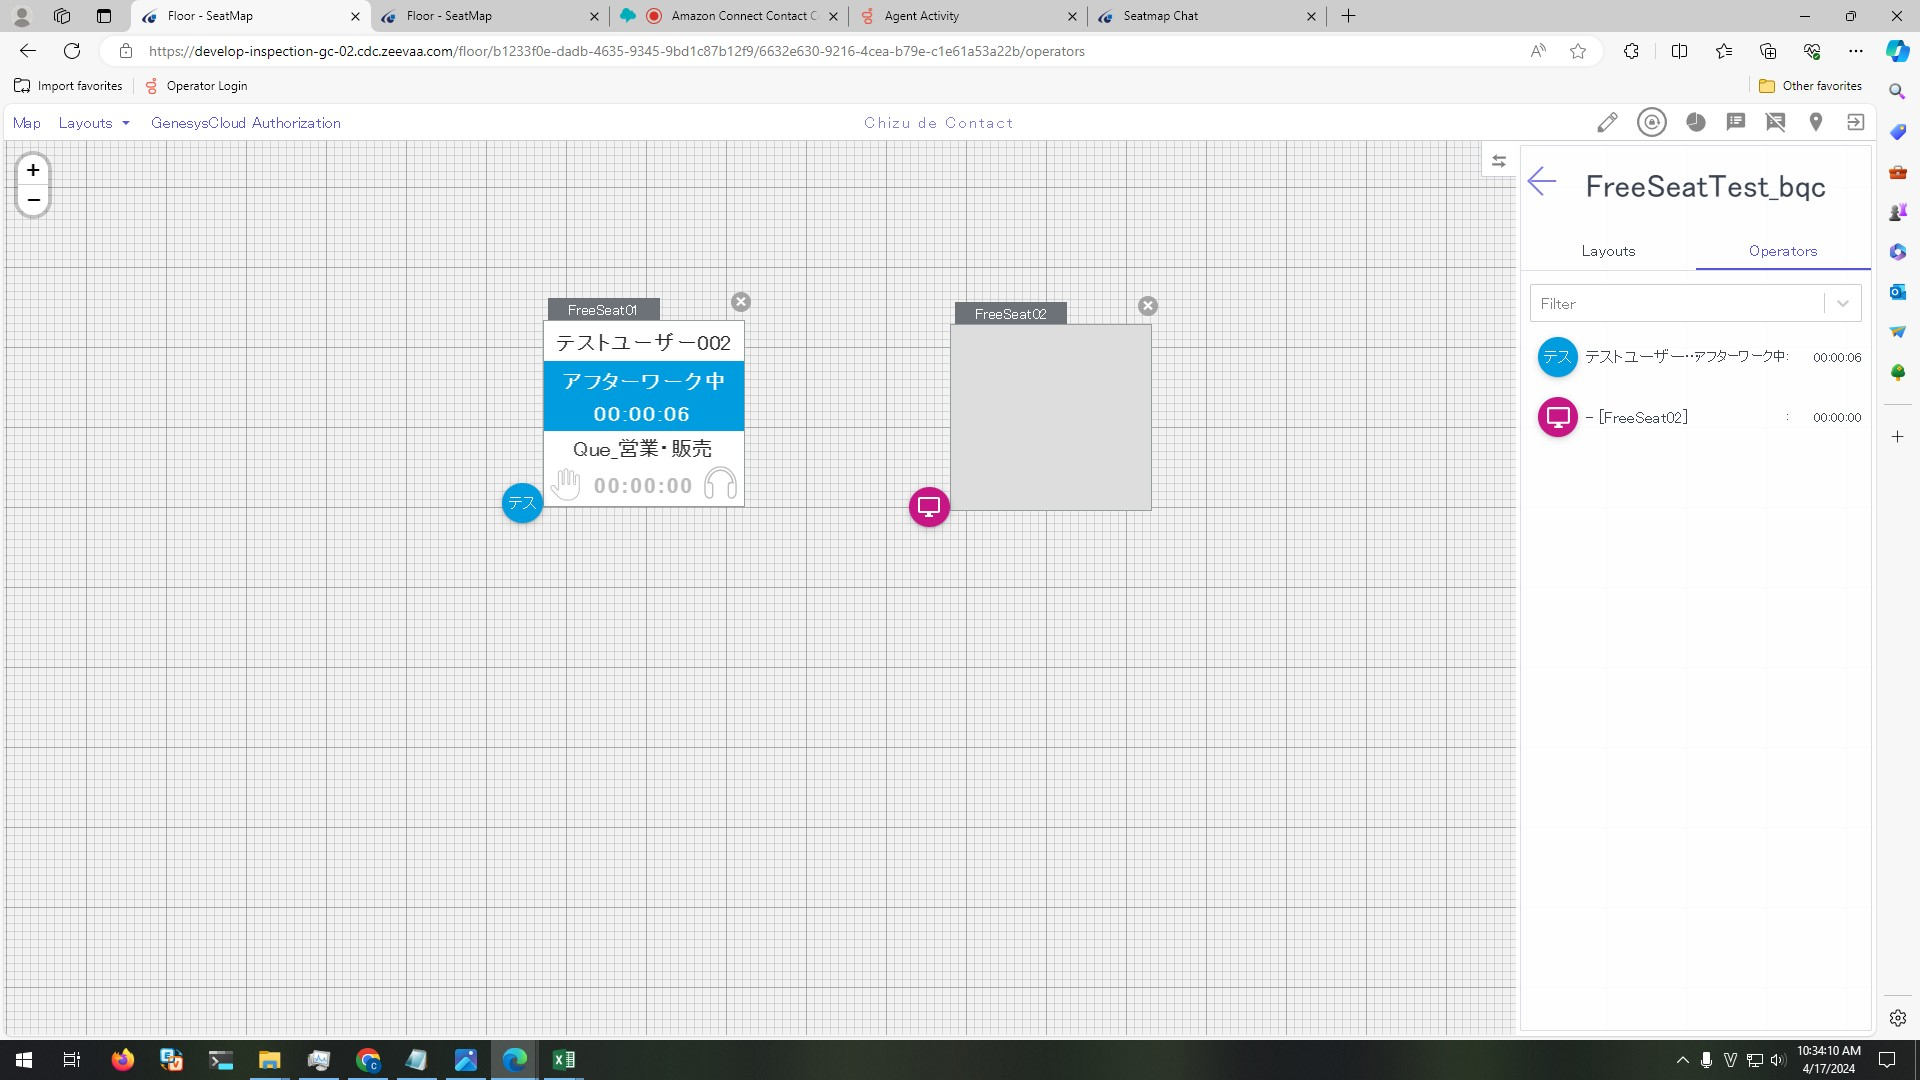 Floor - SeatMap
Floor - SeatMap
Amazon Connect Contact C
Agent Activity
Seatmap Chat
https://develop-inspection-gc-02.cdc.zeevaa.com/floor/b1233f0e-dadb-4635-9345-9bd1c87b12f9/6632e630-9216-4cea-b79e-c1e61a53a22b/operators
Import favorites
Operator Login
Other favorites
Map
Layouts
GenesysCloud Authorization
Chizu de Contact
+
−
FreeSeat01
テストユーザー002
アフターワーク中
00:00:06
Que_営業・販売
00:00:00
テス
FreeSeat02
FreeSeatTest_bqc
Layouts
Operators
Filter
テス
テストユーザー‥アフターワーク中: 00:00:06
- [FreeSeat02] : 00:00:00
10:34:10 AM
4/17/2024